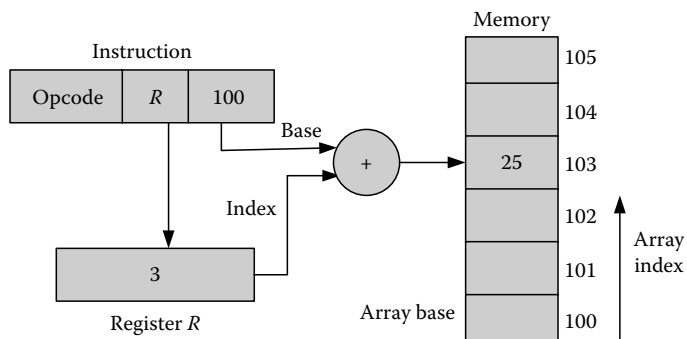 Memory
Instruction
105
Opcode R 100
104
Base
+
25 103
Index
102
Array
index
3
101
Register R
Array base
100